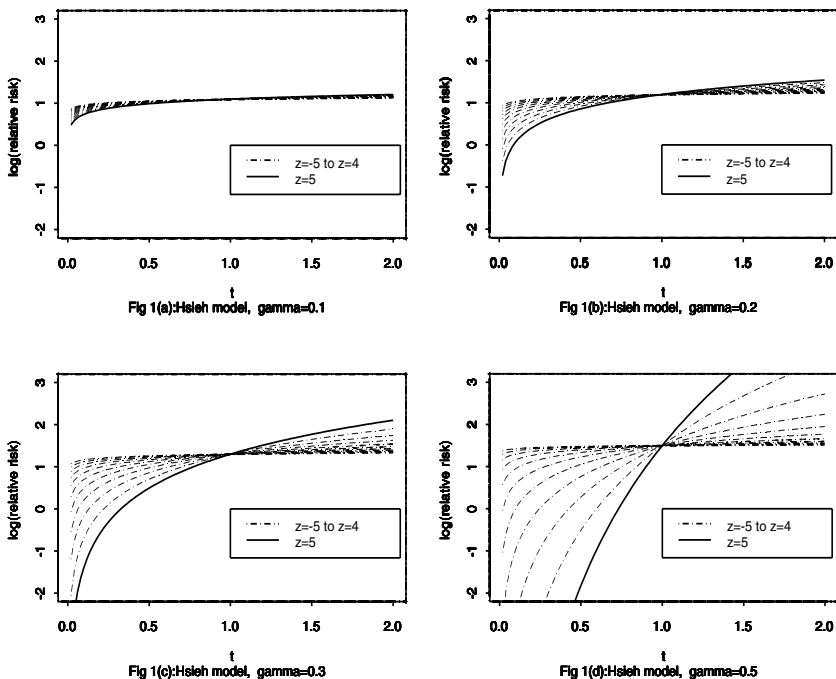 log(relative risk)
3
2
1
0
-1
-2
z=-5 to z=4
z=5
0.0 0.5 1.0 1.5 2.0
t
Fig 1(a):Hsieh model, gamma=0.1
log(relative risk)
3
2
1
0
-1
-2
z=-5 to z=4
z=5
0.0 0.5 1.0 1.5 2.0
t
Fig 1(b):Hsieh model, gamma=0.2
log(relative risk)
3
2
1
0
-1
-2
z=-5 to z=4
z=5
0.0 0.5 1.0 1.5 2.0
t
Fig 1(c):Hsieh model, gamma=0.3
log(relative risk)
3
2
1
0
-1
-2
z=-5 to z=4
z=5
0.0 0.5 1.0 1.5 2.0
t
Fig 1(d):Hsieh model, gamma=0.5